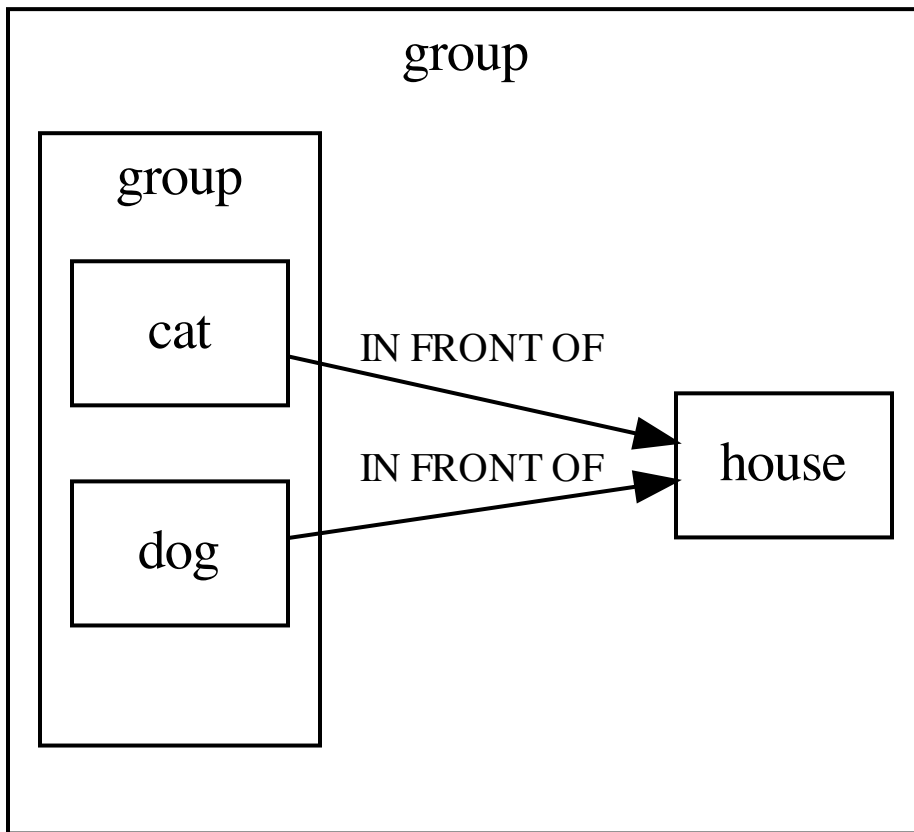 group
group
cat
IN FRONT OF
house
IN FRONT OF
dog